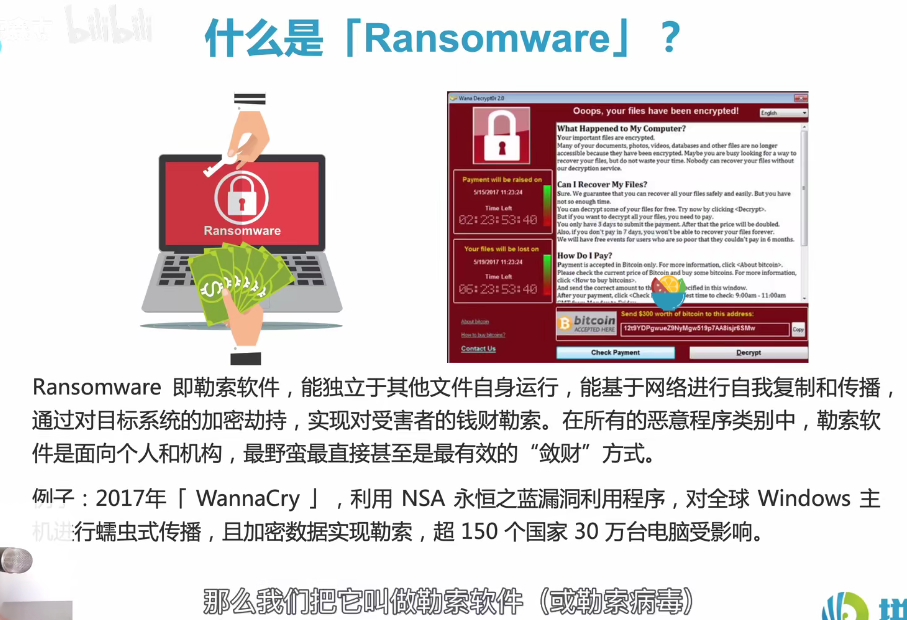 bilibili
什么是「Ransomware」？
Ransomware
Wana Decrypt0r 2.0
Ooops, your files have been encrypted!
English
Payment will be raised on
5/15/2017 11:23:24
Time Left
02:23:53:40
Your files will be lost on
5/19/2017 11:23:24
Time Left
06:23:53:40
About bitcoin
How to buy bitcoins?
Contact Us
What Happened to My Computer?
Your important files are encrypted.
Many of your documents, photos, videos, databases and other files are no longer
accessible because they have been encrypted. Maybe you are busy looking for a way to
recover your files, but do not waste your time. Nobody can recover your files without
our decryption service.
Can I Recover My Files?
Sure. We guarantee that you can recover all your files safely and easily. But you have
not so enough time.
You can decrypt some of your files for free. Try now by clicking <Decrypt>.
But if you want to decrypt all your files, you need to pay.
You only have 3 days to submit the payment. After that the price will be doubled.
Also, if you don't pay in 7 days, you won't be able to recover your files forever.
We will have free events for users who are so poor that they couldn't pay in 6 months.
How Do I Pay?
Payment is accepted in Bitcoin only. For more information, click <About bitcoin>.
Please check the current price of Bitcoin and buy some bitcoins. For more information,
click <How to buy bitcoins>.
And send the correct amount to the specified in this window.
After your payment, click <Check time to check: 9:00am - 11:00am
bitcoin
ACCEPTED HERE
Send $300 worth of bitcoin to this address:
12t9YDPgwueZ9NyMgw519p7AA8isjr6SMw
Copy
Check Payment
Decrypt
Ransomware 即勒索软件，能独立于其他文件自身运行，能基于网络进行自我复制和传播，
通过对目标系统的加密劫持，实现对受害者的钱财勒索。在所有的恶意程序类别中，勒索软
件是面向个人和机构，最野蛮最直接甚至是最有效的“敛财”方式。
例子：2017年「 WannaCry 」，利用 NSA 永恒之蓝漏洞利用程序，对全球 Windows 主
机进行蠕虫式传播，且加密数据实现勒索，超 150 个国家 30 万台电脑受影响。
那么我们把它叫做勒索软件（或勒索病毒）